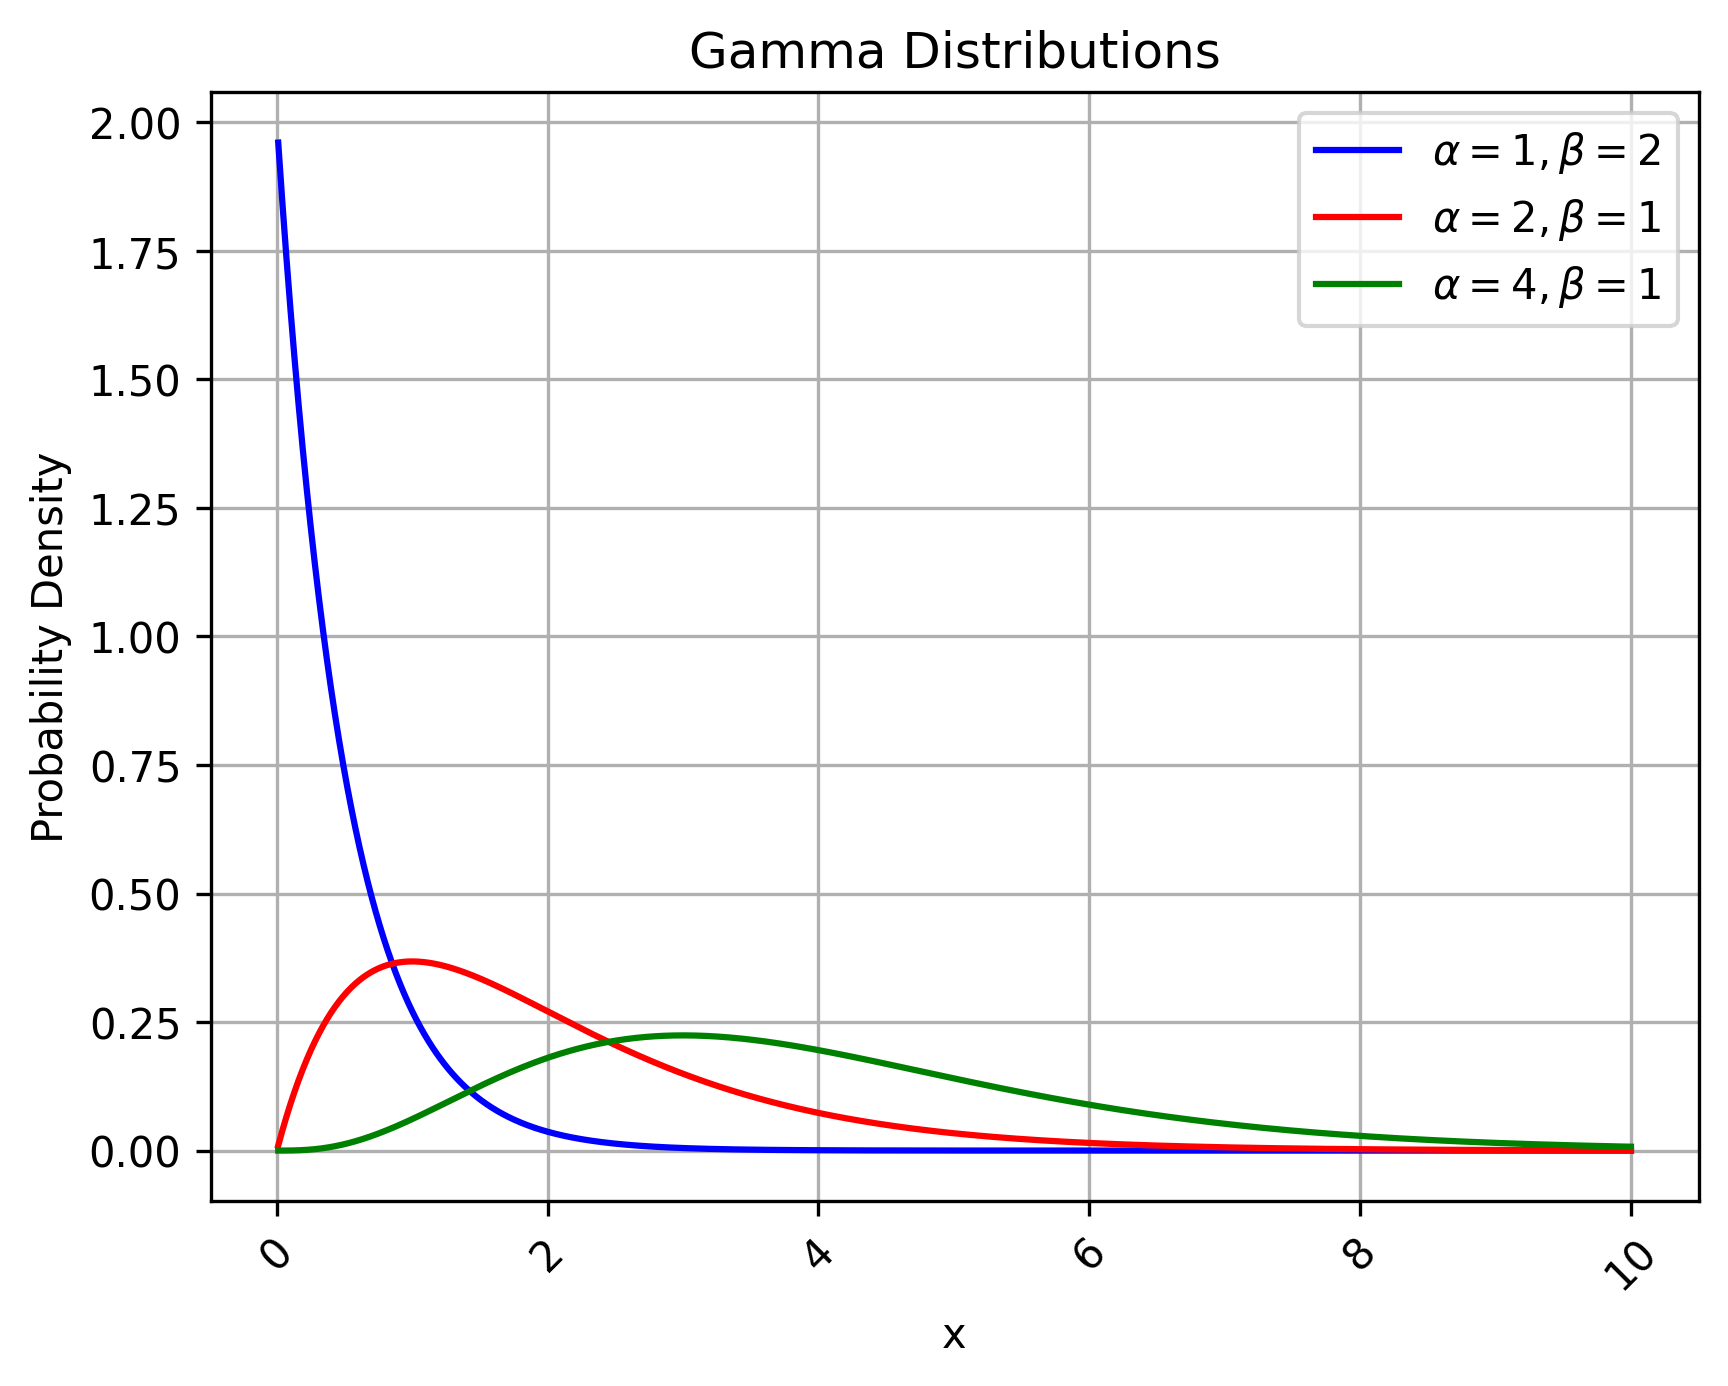 Gamma Distributions
2.00
1.75
1.50
1.25
1.00
0.75
0.50
0.25
0.00
Probability Density
α = 1, β = 2
α = 2, β = 1
α = 4, β = 1
0 2 4 6 8 10
x